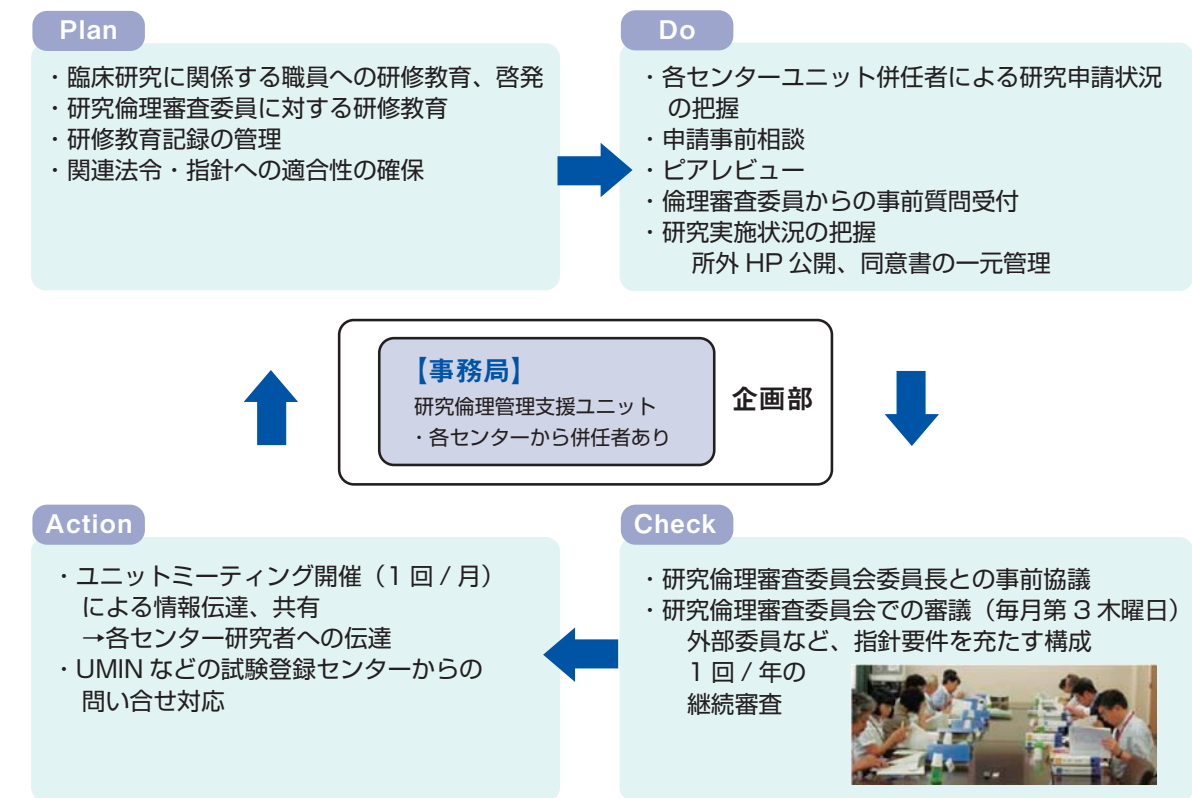 Plan
・臨床研究に関係する職員への研修教育、啓発
・研究倫理審査委員に対する研修教育
・研修教育記録の管理
・関連法令・指針への適合性の確保
Do
・各センターユニット併任者による研究申請状況
の把握
・申請事前相談
・ピアレビュー
・倫理審査委員からの事前質問受付
・研究実施状況の把握
所外 HP 公開、同意書の一元管理
【事務局】
研究倫理管理支援ユニット
・各センターから併任者あり
企画部
Action
・ユニットミーティング開催（1 回 / 月）
による情報伝達、共有
→各センター研究者への伝達
・UMIN などの試験登録センターからの
問い合せ対応
Check
・研究倫理審査委員会委員長との事前協議
・研究倫理審査委員会での審議（毎月第 3 木曜日）
外部委員など、指針要件を充たす構成
1 回 / 年の
継続審査